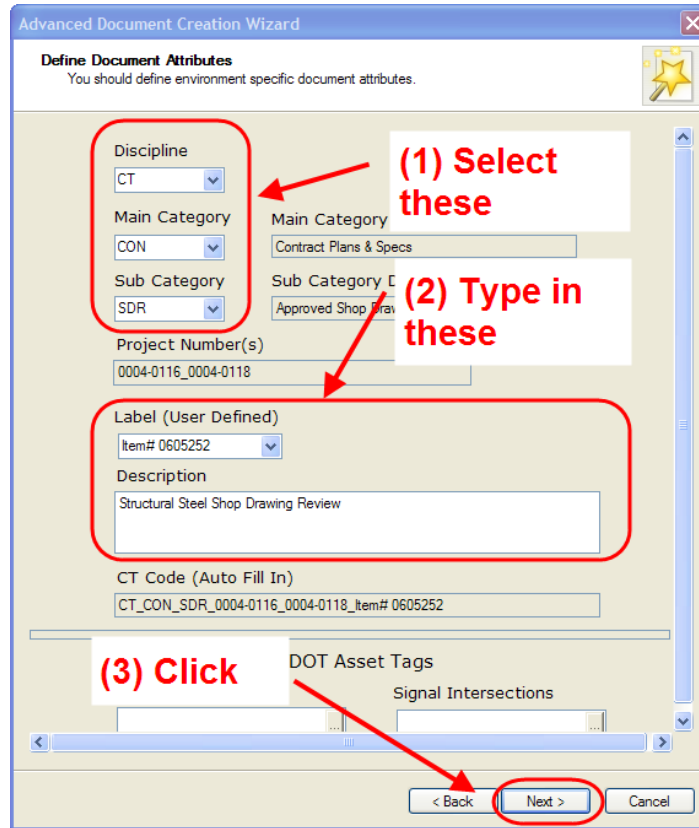 Advanced Document Creation Wizard
Define Document Attributes
You should define environment specific document attributes.
Discipline
CT
(1) Select
these
Main Category
Main Category
CON
Contract Plans & Specs
Sub Category
Sub Category
SDR
Approved Shop
(2) Type in
these
Project Number(s)
0004-0116_0004-0118
Label (User Defined)
Item# 0605252
Description
Structural Steel Shop Drawing Review
CT Code (Auto Fill In)
CT_CON_SDR_0004-0116_0004-0118_Item# 0605252
(3) Click
DOT Asset Tags
Signal Intersections
...
...
< Back
Next >
Cancel